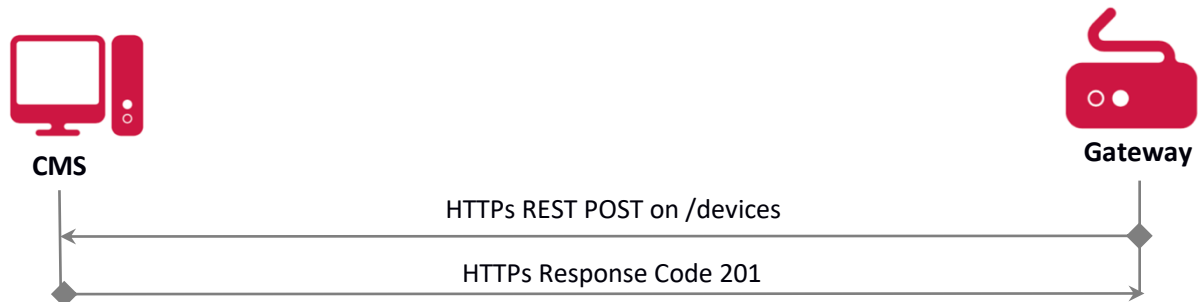 CMS
Gateway
HTTPs REST POST on /devices
HTTPs Response Code 201